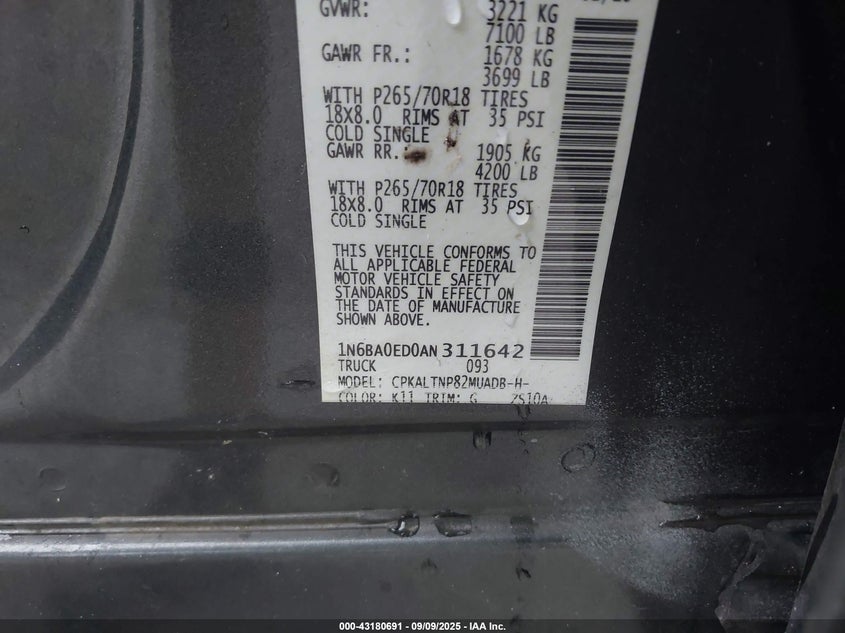 GVWR: 3221 KG
7100 LB
GAWR FR.: 1678 KG
3699 LB
WITH P265/70R18 TIRES
18X8.0 RIMS AT 35 PSI
COLD SINGLE
GAWR RR.: 1905 KG
4200 LB
WITH P265/70R18 TIRES
18X8.0 RIMS AT 35 PSI
COLD SINGLE
THIS VEHICLE CONFORMS TO
ALL APPLICABLE FEDERAL
MOTOR VEHICLE SAFETY
STANDARDS IN EFFECT ON
THE DATE OF MANUFACTURE
SHOWN ABOVE.
1N6BA0ED0AN311642
TRUCK 093
MODEL: CPKALTNP82MUADB-H-
COLOR: K11 TRIM: G ZS10A
000-43180691 - 09/09/2025 - IAA Inc.